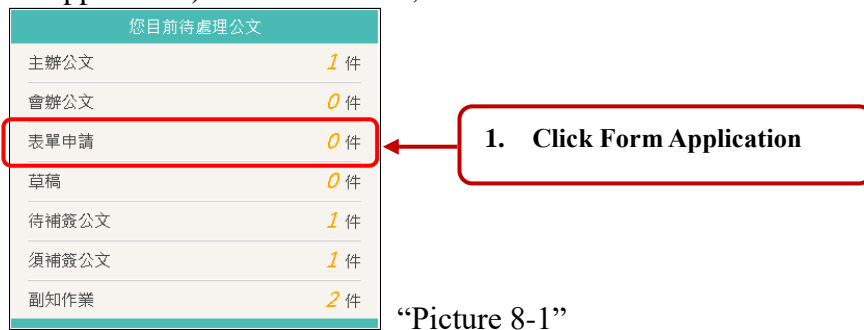 您目前待處理公文
主辦公文 1 件
會辦公文 0 件
表單申請 0 件
草稿 0 件
待補簽公文 1 件
須補簽公文 1 件
副知作業 2 件
1. Click Form Application
“Picture 8-1”